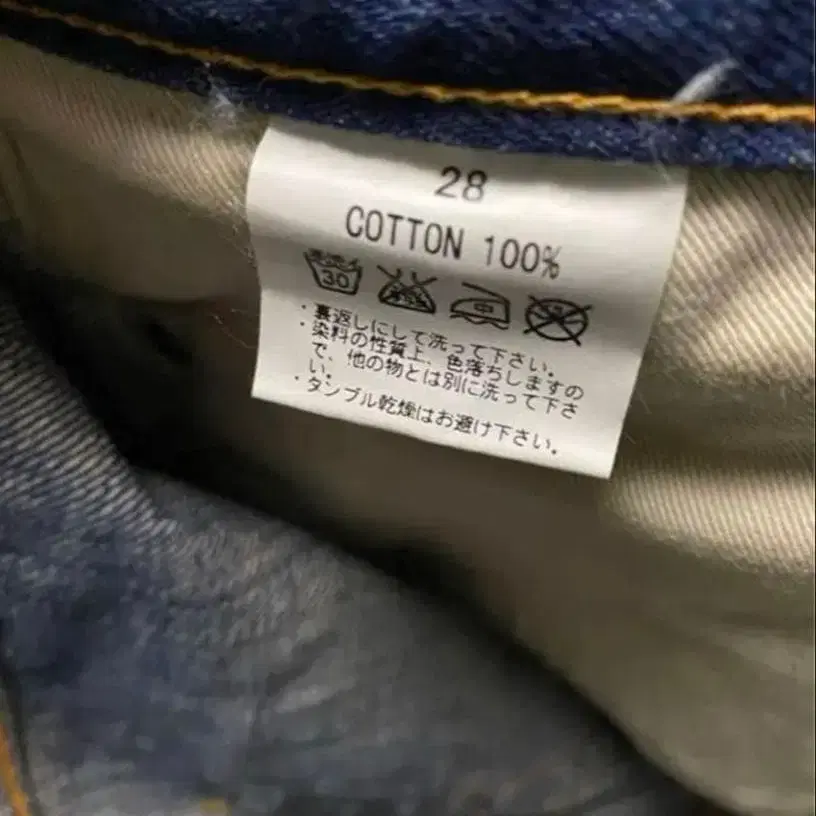 28
COTTON 100%
30
・裏返しにして洗って下さい。
・染料の性質上、色落ちしますの
で、他の物とは別に洗って下さ
い。
・タンブル乾燥はお避け下さい。